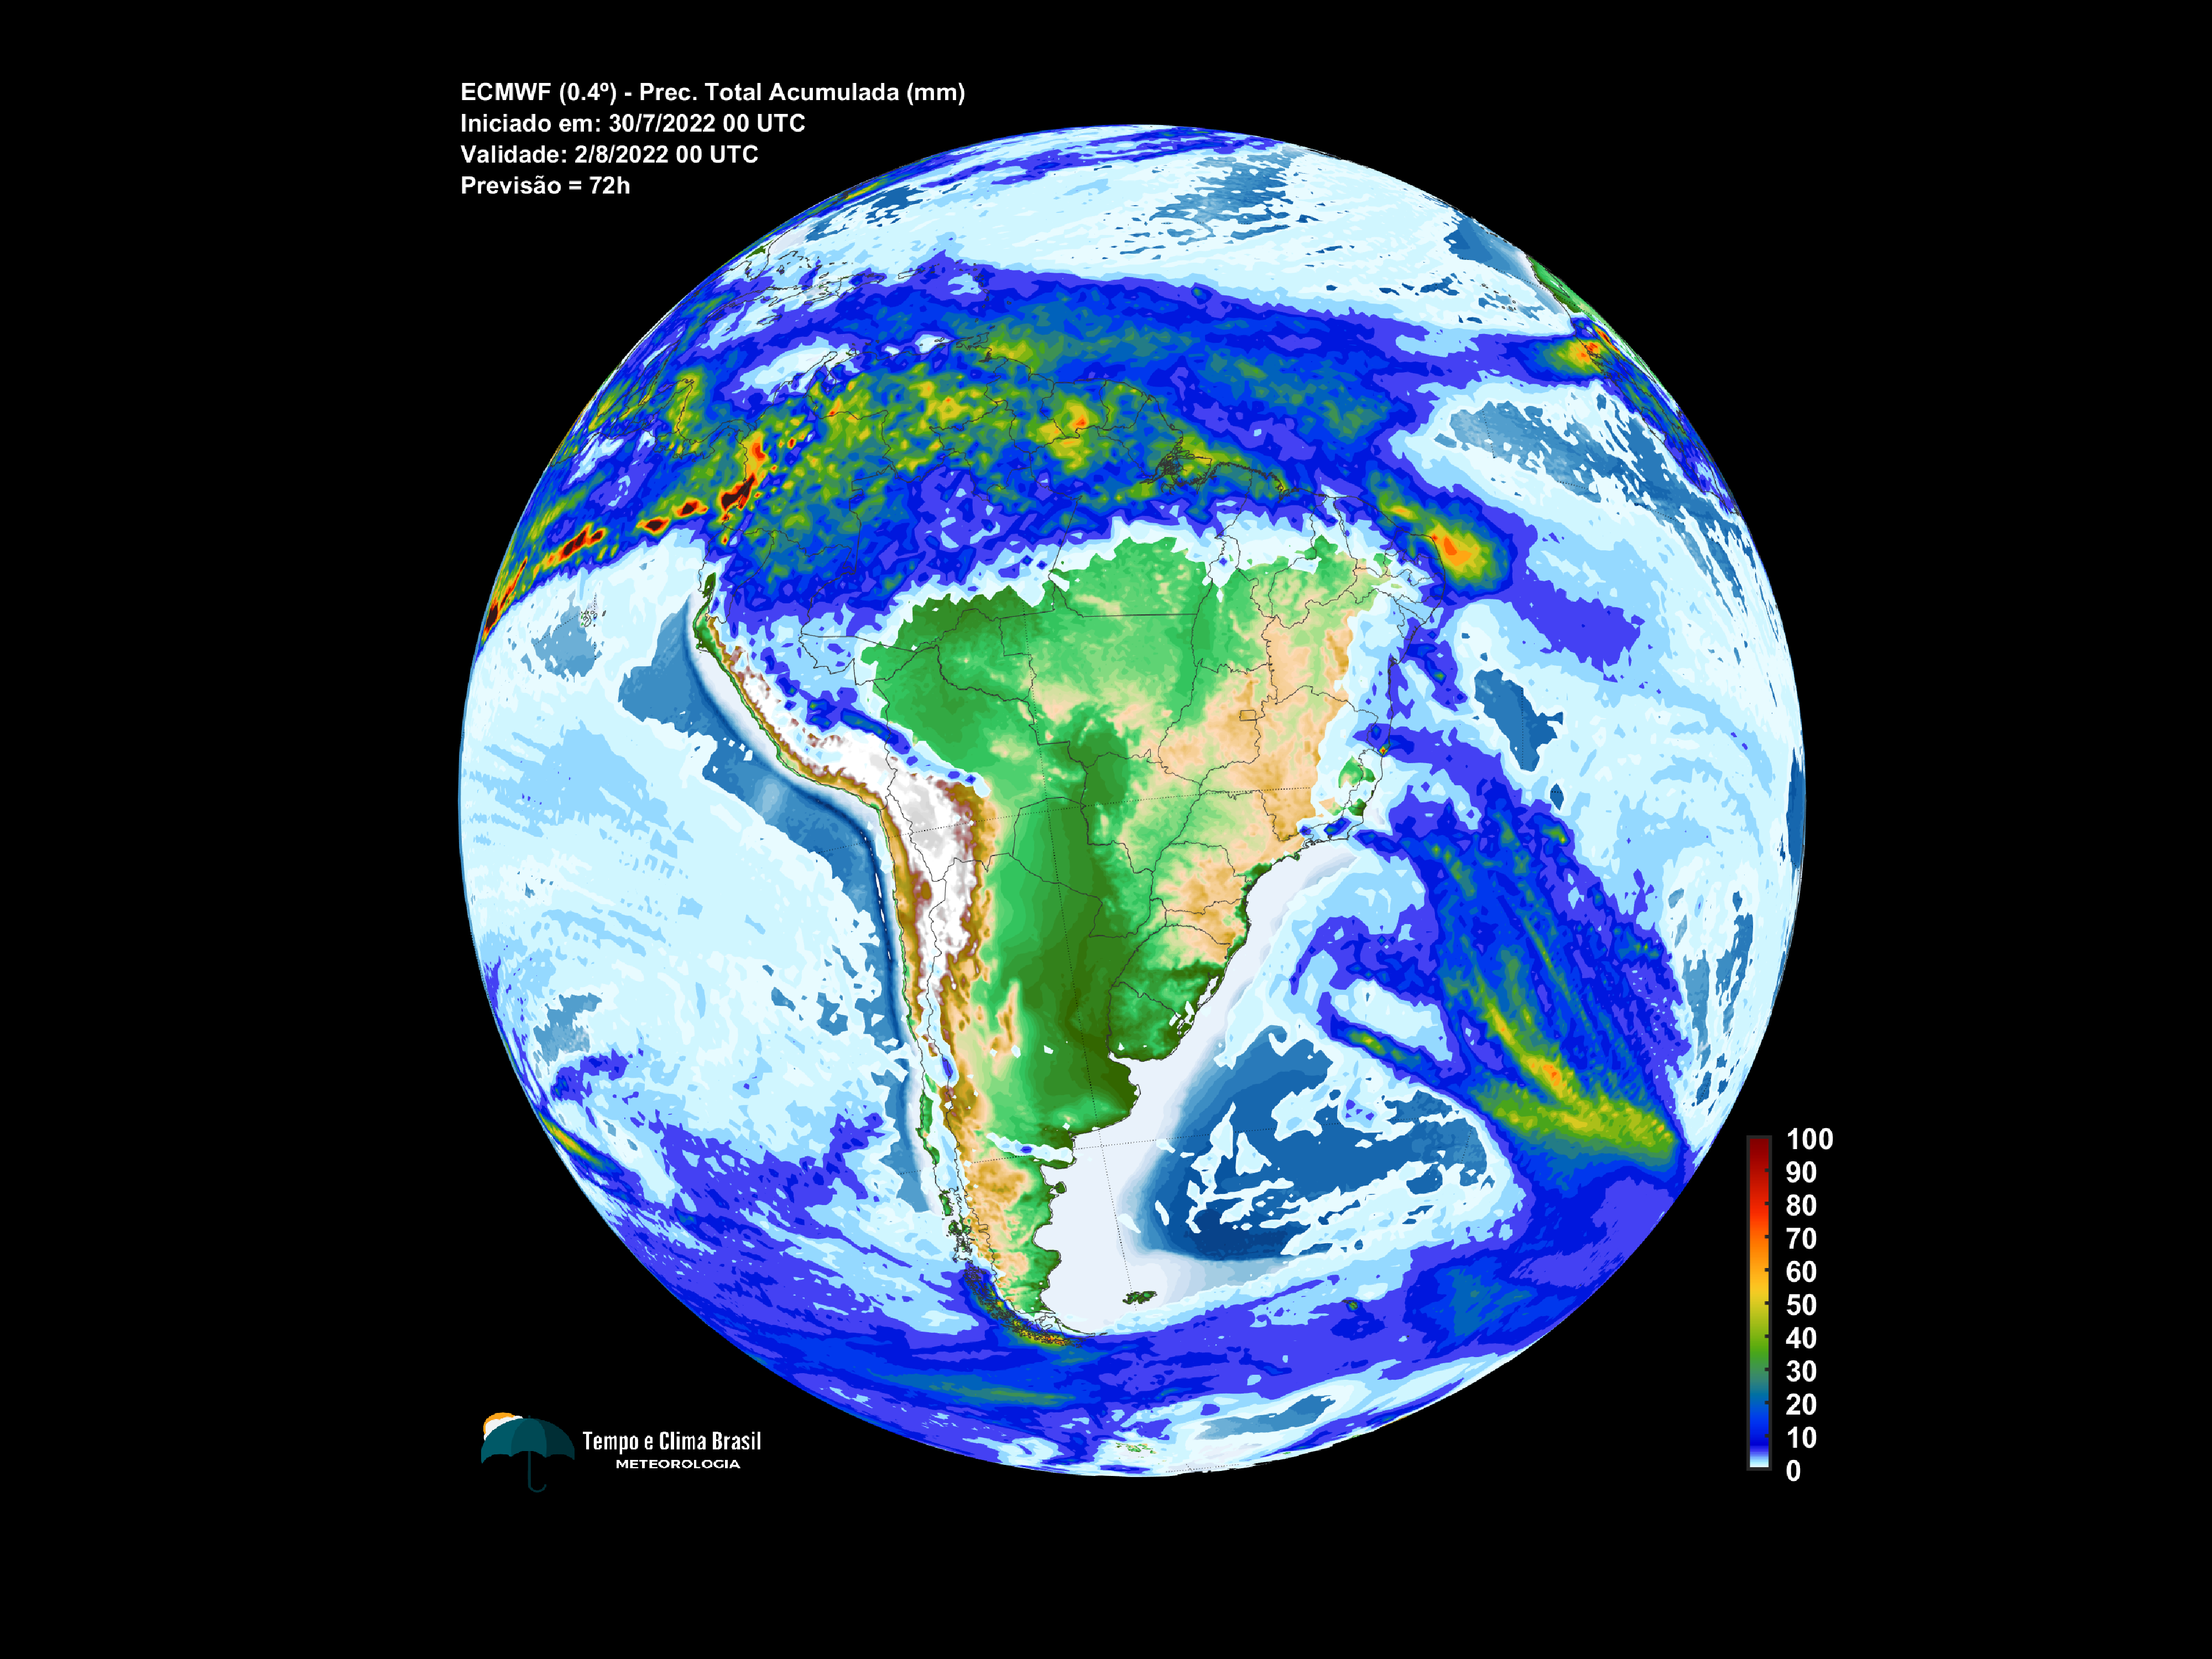 ECMWF (0.4º) - Prec. Total Acumulada (mm)
Iniciado em: 30/7/2022 00 UTC
Validade: 2/8/2022 00 UTC
Previsão = 72h
100
90
80
70
60
50
40
30
20
10
0
Tempo e Clima Brasil
METEOROLOGIA